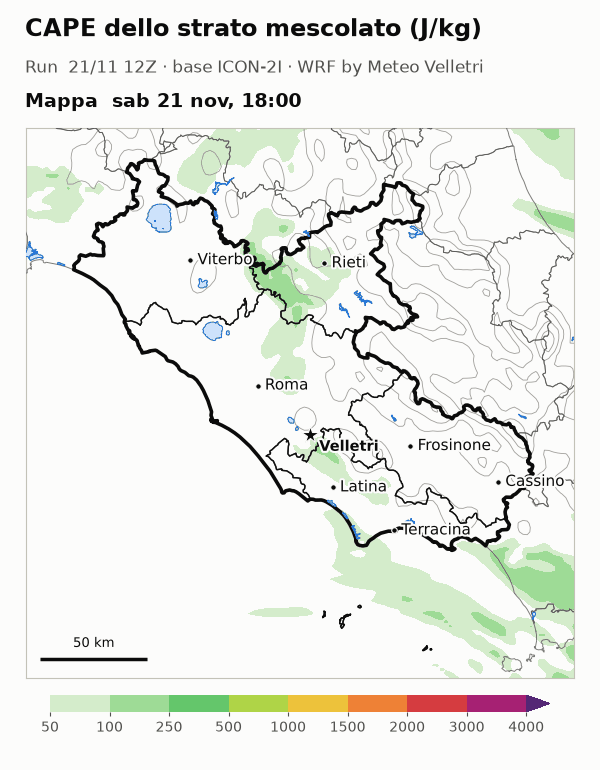 CAPE dello strato mescolato (J/kg)
Run  21/11 12Z · base ICON-2I · WRF by Meteo Velletri
Mappa  sab 21 nov, 18:00
Viterbo
Rieti
Roma
Velletri
Frosinone
Latina
Cassino
Terracina
50 km
50 100 250 500 1000 1500 2000 3000 4000